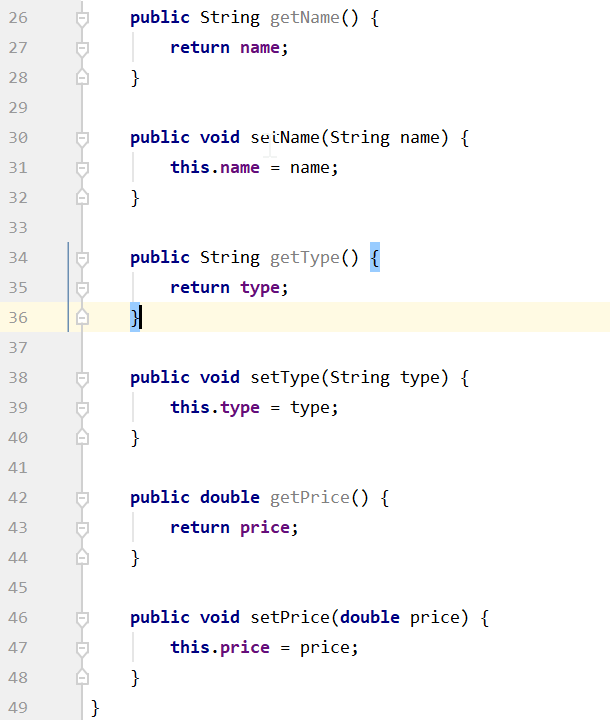 26 public String getName() {
27 return name;
28 }
29
30 public void setName(String name) {
31 this.name = name;
32 }
33
34 public String getType() {
35 return type;
36 }
37
38 public void setType(String type) {
39 this.type = type;
40 }
41
42 public double getPrice() {
43 return price;
44 }
45
46 public void setPrice(double price) {
47 this.price = price;
48 }
49 }